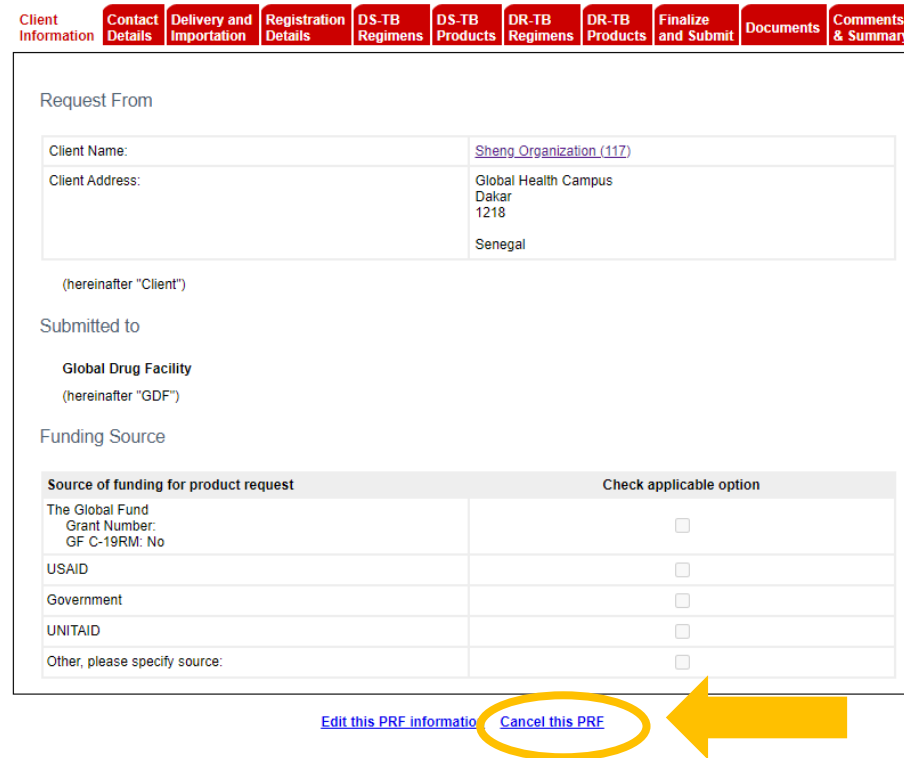 Client Information
Contact Details
Delivery and Importation
Registration Details
DS-TB Regimens
DS-TB Products
DR-TB Regimens
DR-TB Products
Finalize and Submit
Documents
Comments & Summary
Request From
Client Name: Sheng Organization (117)
Client Address: Global Health Campus
Dakar
1218
Senegal
(hereinafter "Client")
Submitted to
Global Drug Facility
(hereinafter "GDF")
Funding Source
Source of funding for product request Check applicable option
The Global Fund
Grant Number:
GF C-19RM: No
USAID
Government
UNITAID
Other, please specify source:
Edit this PRF information Cancel this PRF